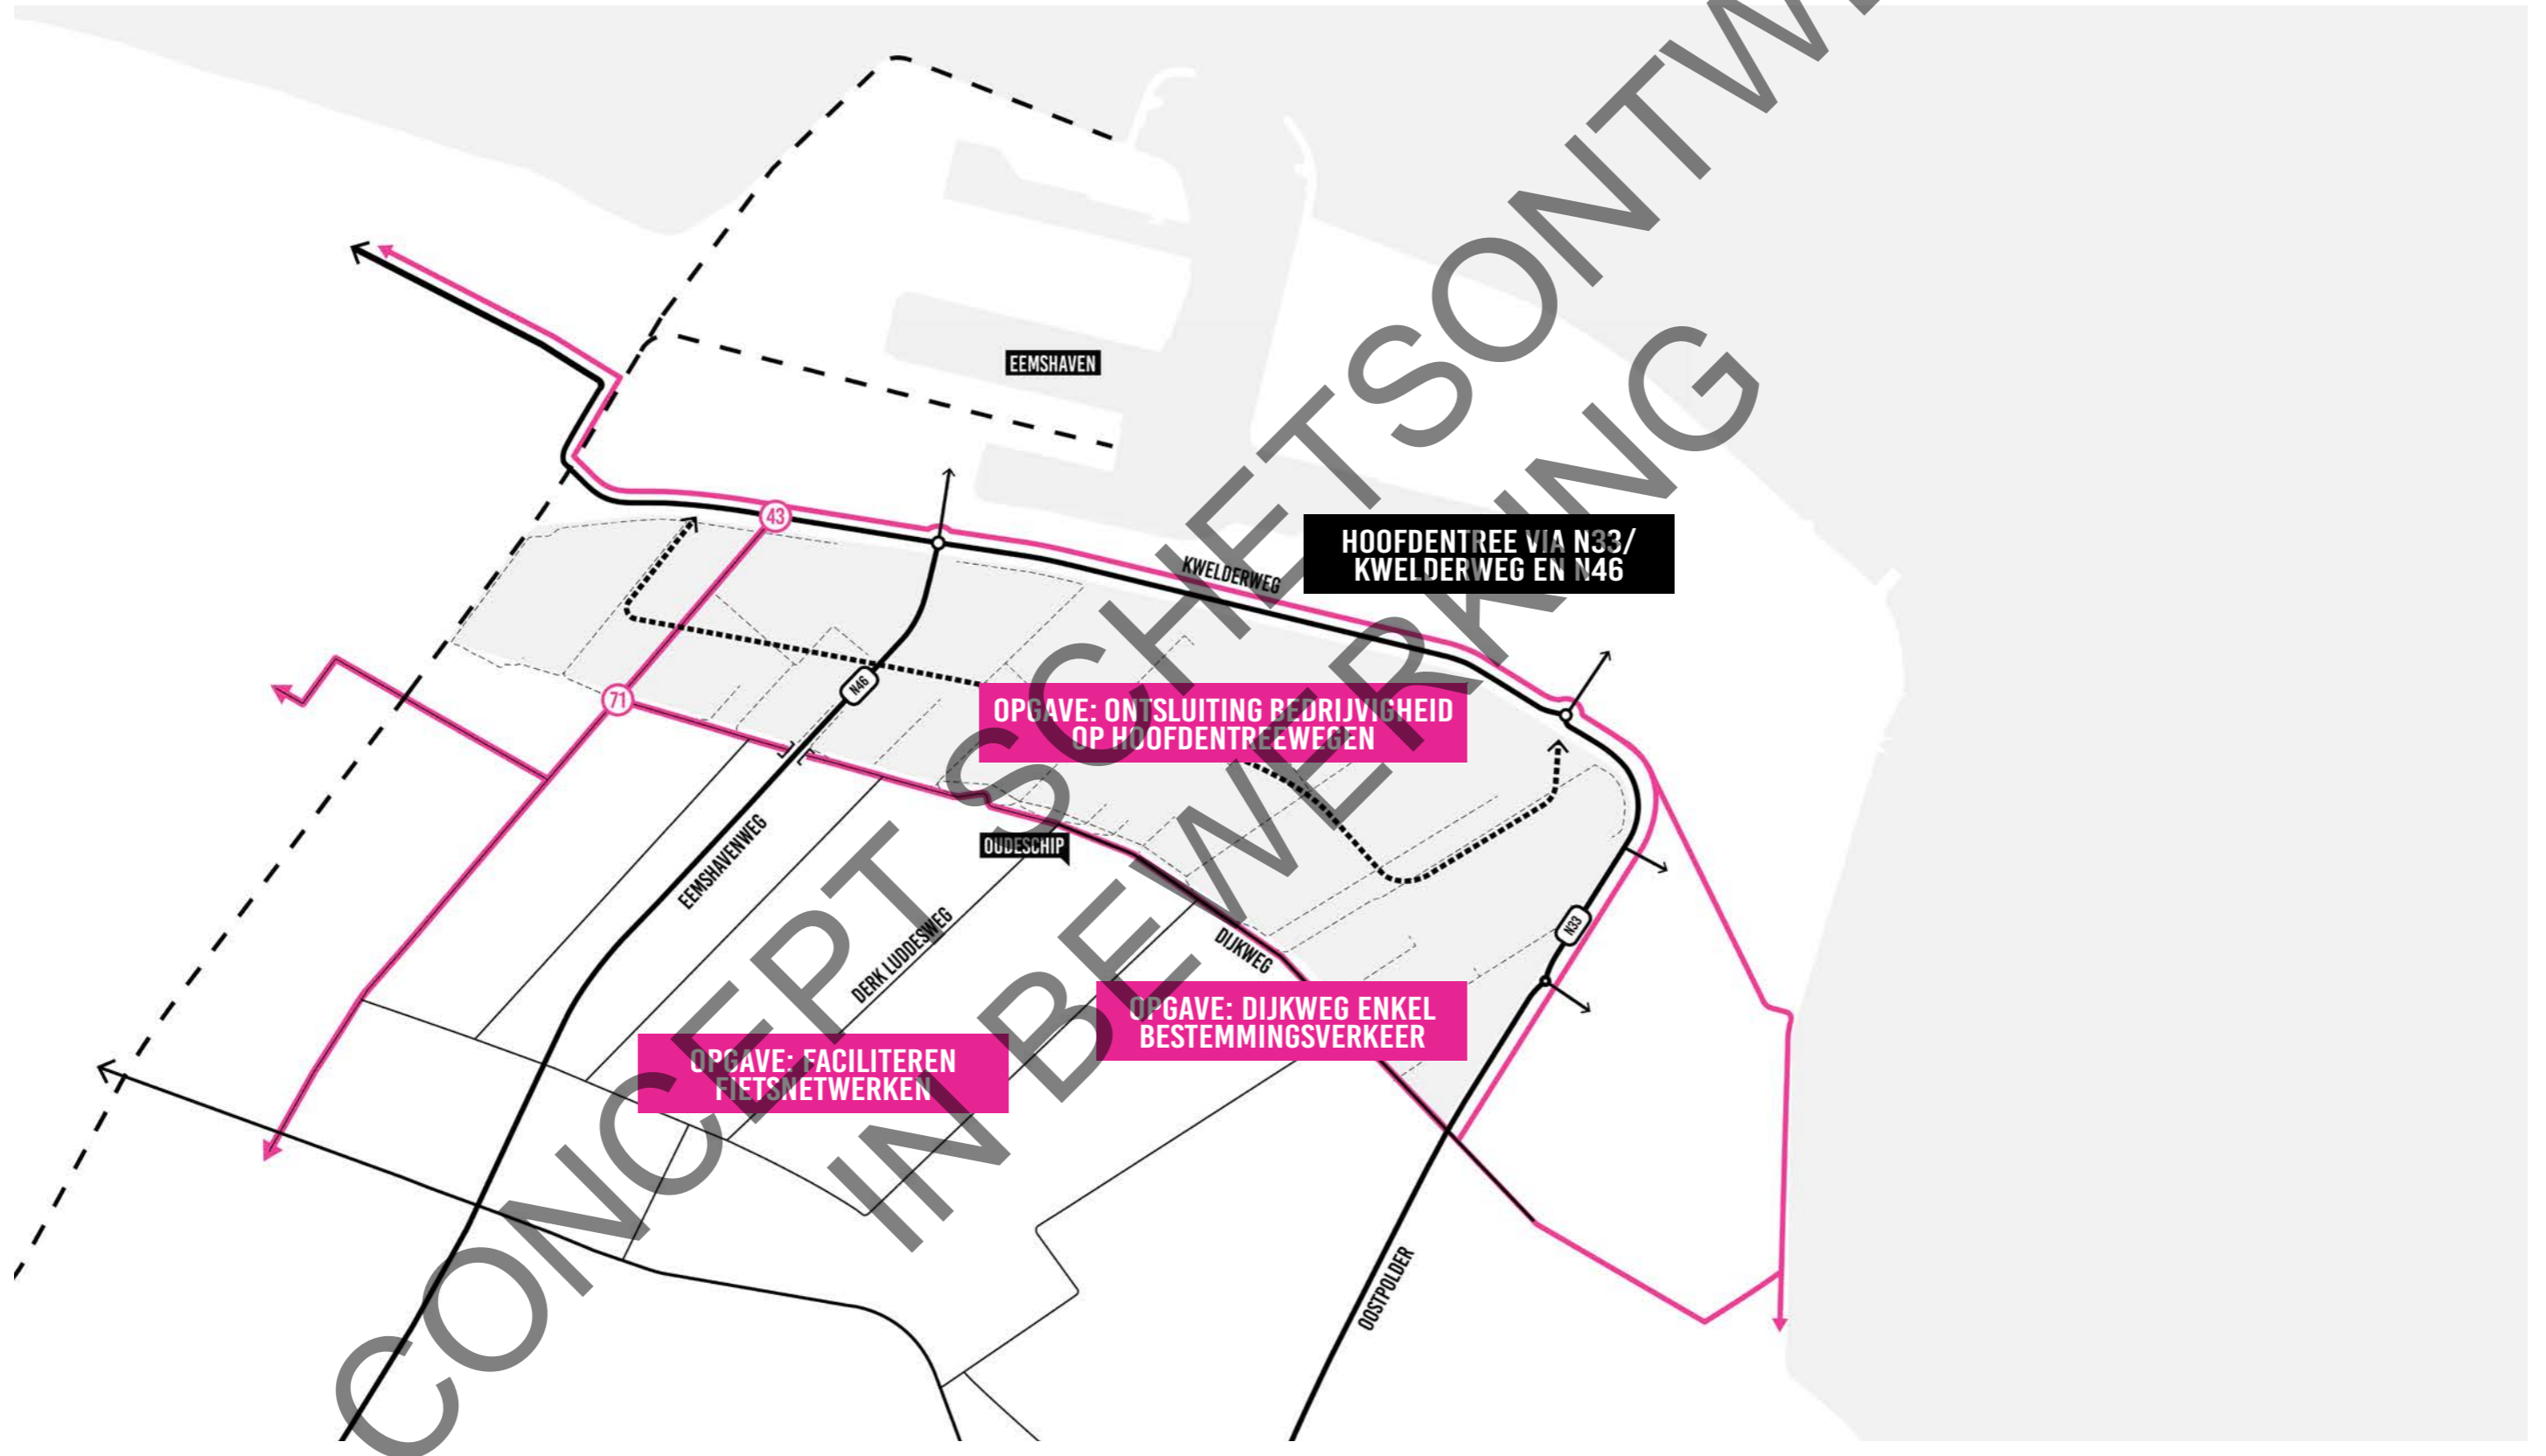 EEMSHAVEN
43
HOOFDENTREE VIA N33/
KWELDERWEG EN N46
KWELDERWEG
N46
71
OPGAVE: ONTSLUITING BEDRIJVIGHEID
OP HOOFDENTREEWEGEN
EEMSHAVENWEG
OUDESCHIP
DERK LUDDESWEG
DIJKWEG
N33
OPGAVE: DIJKWEG ENKEL
BESTEMMINGSVERKEER
OPGAVE: FACILITEREN
FIETSNETWERKEN
OOSTPOLDER
CONCEPT SCHETSONTW
IN BEWERKING